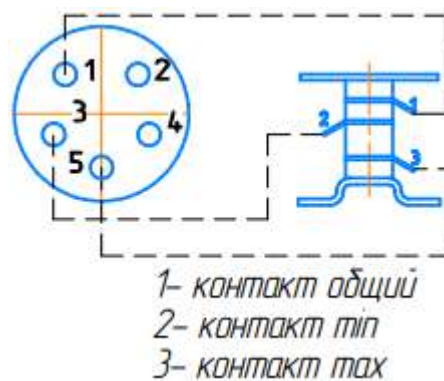 1 2
3
4
5
2
1
3
1- контакт общий
2- контакт min
3- контакт max